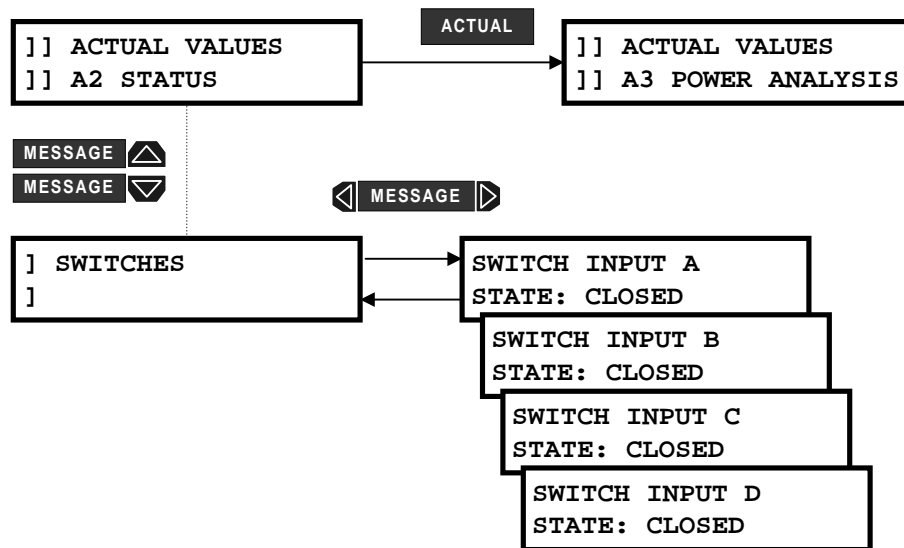 ACTUAL
]] ACTUAL VALUES
]] A2 STATUS
]] ACTUAL VALUES
]] A3 POWER ANALYSIS
MESSAGE
MESSAGE
MESSAGE
] SWITCHES
]
SWITCH INPUT A
STATE: CLOSED
SWITCH INPUT B
STATE: CLOSED
SWITCH INPUT C
STATE: CLOSED
SWITCH INPUT D
STATE: CLOSED